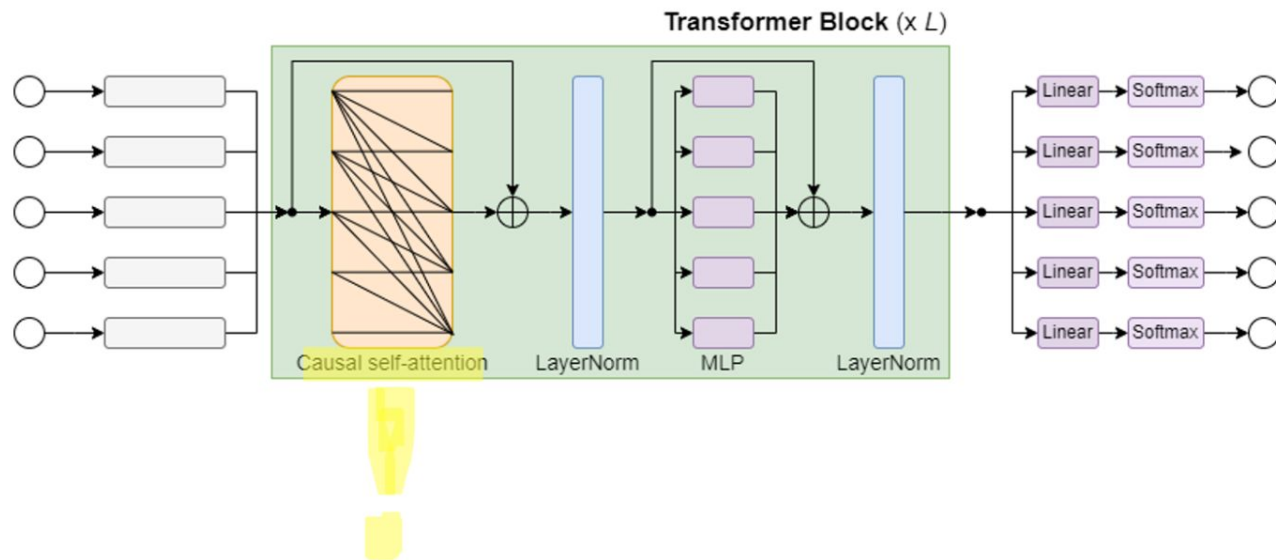 Transformer Block (x L)
Linear Softmax
Linear Softmax
Linear Softmax
Linear Softmax
Linear Softmax
Causal self-attention LayerNorm MLP LayerNorm